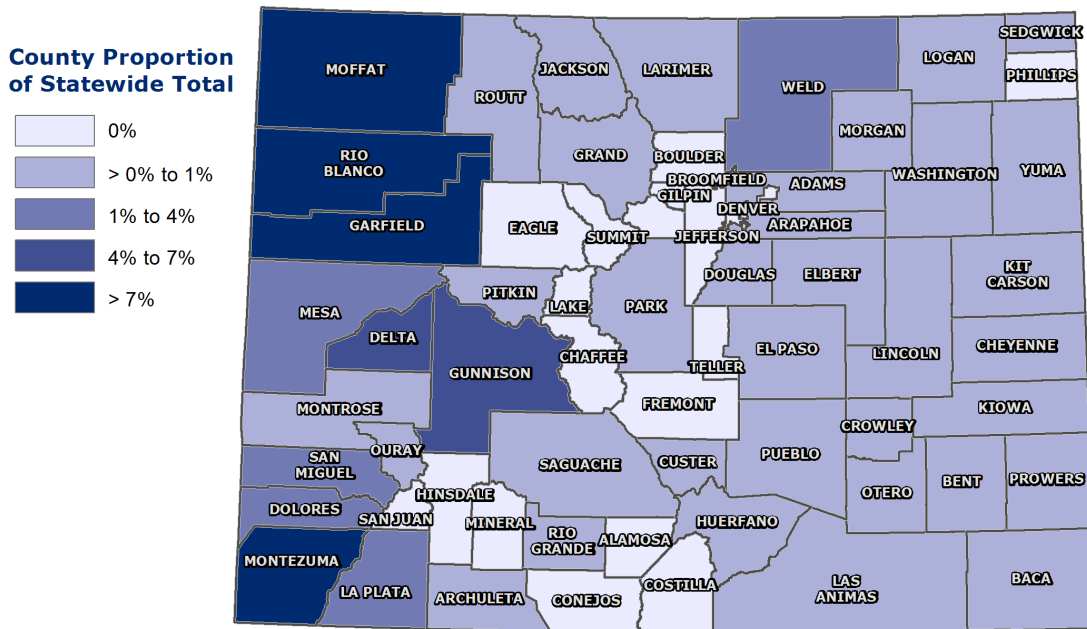 County Proportion
of Statewide Total
0%
> 0% to 1%
1% to 4%
4% to 7%
> 7%
MOFFAT
ROUTT
JACKSON
LARIMER
WELD
LOGAN
SEDGWICK
PHILLIPS
MORGAN
RIO
BLANCO
GRAND
BOULDER
BROOMFIELD
GILPIN
ADAMS
WASHINGTON
YUMA
DENVER
GARFIELD
EAGLE
SUMMIT
JEFFERSON
ARAPAHOE
MESA
PITKIN
LAKE
PARK
DOUGLAS
ELBERT
KIT
CARSON
DELTA
GUNNISON
CHAFFEE
TELLER
EL PASO
LINCOLN
CHEYENNE
MONTROSE
FREMONT
CROWLEY
KIOWA
OURAY
SAN
MIGUEL
SAGUACHE
CUSTER
PUEBLO
OTERO
BENT
PROWERS
DOLORES
SAN JUAN
HINSDALE
MINERAL
RIO
GRANDE
ALAMOSA
HUERFANO
MONTEZUMA
LA PLATA
ARCHULETA
CONEJOS
COSTILLA
LAS
ANIMAS
BACA